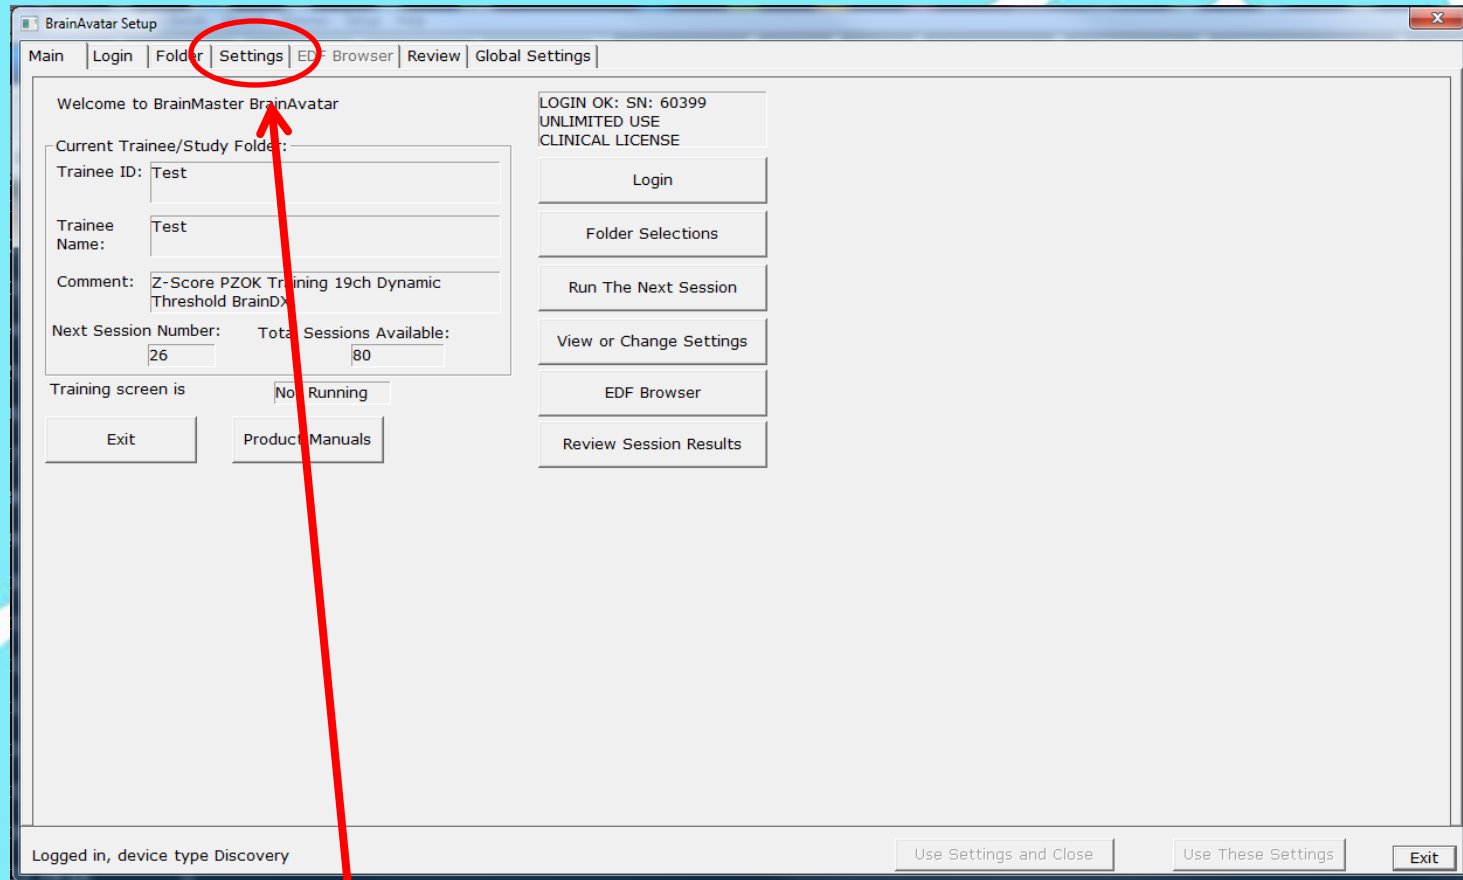 BrainAvatar Setup
Main Login Folder Settings EDF Browser Review Global Settings
Welcome to BrainMaster BrainAvatar
Current Trainee/Study Folder:
Trainee ID: Test
Trainee Name: Test
Comment: Z-Score PZOK Training 19ch Dynamic
Threshold BrainDX
Next Session Number: Total Sessions Available:
26 80
Training screen is Not Running
Exit Product Manuals
LOGIN OK: SN: 60399
UNLIMITED USE
CLINICAL LICENSE
Login
Folder Selections
Run The Next Session
View or Change Settings
EDF Browser
Review Session Results
Logged in, device type Discovery
Use Settings and Close Use These Settings Exit